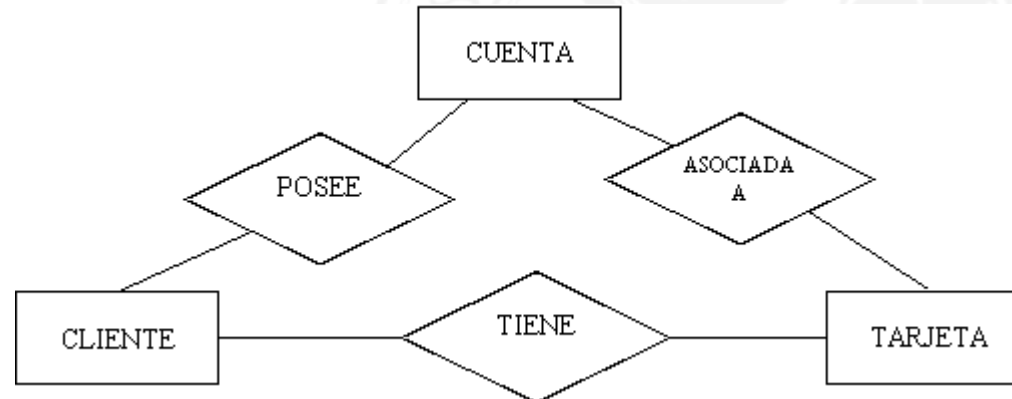 CUENTA
POSEE
ASOCIADA
A
CLIENTE
TIENE
TARJETA